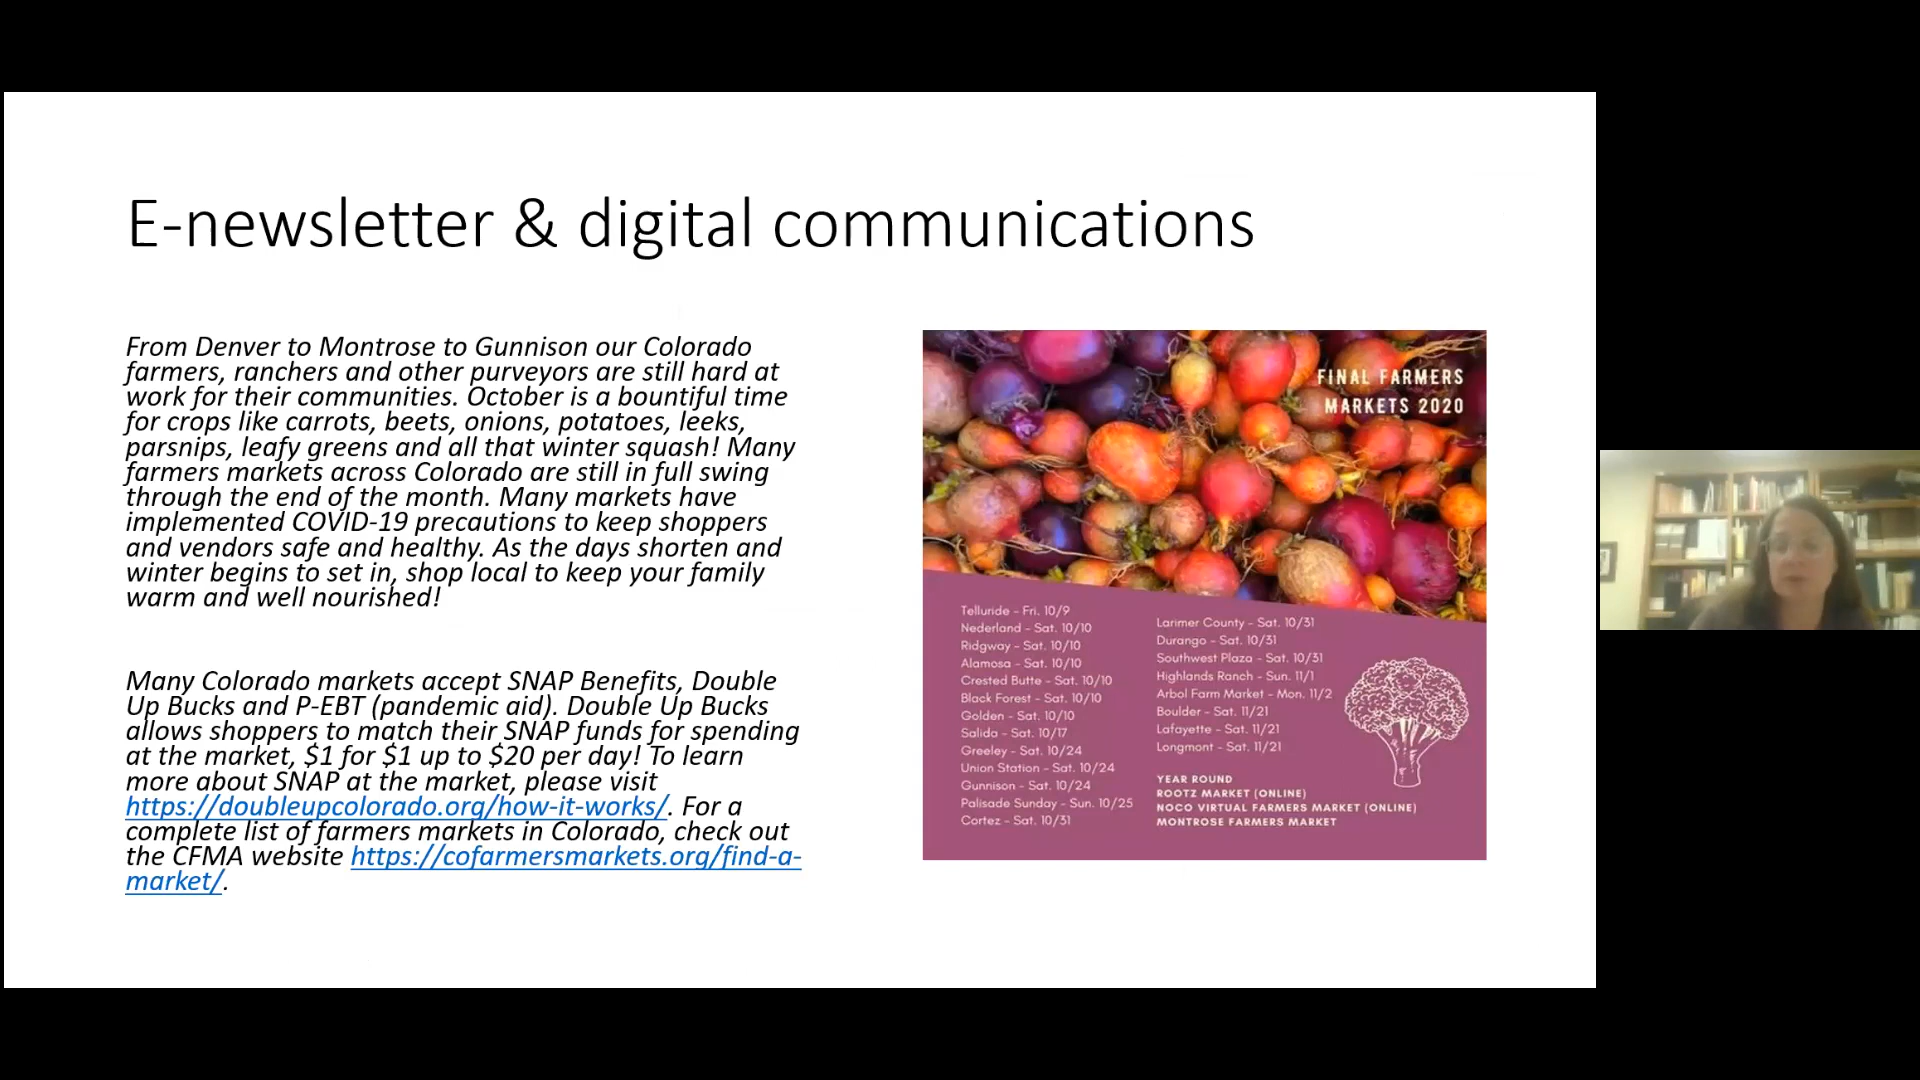 E-newsletter & digital communications
From Denver to Montrose to Gunnison our Colorado
farmers, ranchers and other purveyors are still hard at
work for their communities. October is a bountiful time
for crops like carrots, beets, onions, potatoes, leeks,
parsnips, leafy greens and all that winter squash! Many
farmers markets across Colorado are still in full swing
through the end of the month. Many markets have
implemented COVID-19 precautions to keep shoppers
and vendors safe and healthy. As the days shorten and
winter begins to set in, shop local to keep your family
warm and well nourished!
Many Colorado markets accept SNAP Benefits, Double
Up Bucks and P-EBT (pandemic aid). Double Up Bucks
allows shoppers to match their SNAP funds for spending
at the market, $1 for $1 up to $20 per day! To learn
more about SNAP at the market, please visit
https://doubleupcolorado.org/how-it-works/. For a
complete list of farmers markets in Colorado, check out
the CFMA website https://cofarmersmarkets.org/find-a-
market/.
FINAL FARMERS
MARKETS 2020
Telluride - Fri. 10/9
Nederland - Sat. 10/10
Ridgway - Sat. 10/10
Alamosa - Sat. 10/10
Crested Butte - Sat. 10/10
Black Forest - Sat. 10/10
Golden - Sat. 10/10
Salida - Sat. 10/17
Greeley - Sat. 10/24
Union Station - Sat. 10/24
Gunnison - Sat. 10/24
Palisade Sunday - Sun. 10/25
Cortez - Sat. 10/31
Larimer County - Sat. 10/31
Durango - Sat. 10/31
Southwest Plaza - Sat. 10/31
Highlands Ranch - Sun. 11/1
Arbol Farm Market - Mon. 11/2
Boulder - Sat. 11/21
Lafayette - Sat. 11/21
Longmont - Sat. 11/21
YEAR ROUND
ROOTZ MARKET (ONLINE)
NOCO VIRTUAL FARMERS MARKET (ONLINE)
MONTROSE FARMERS MARKET